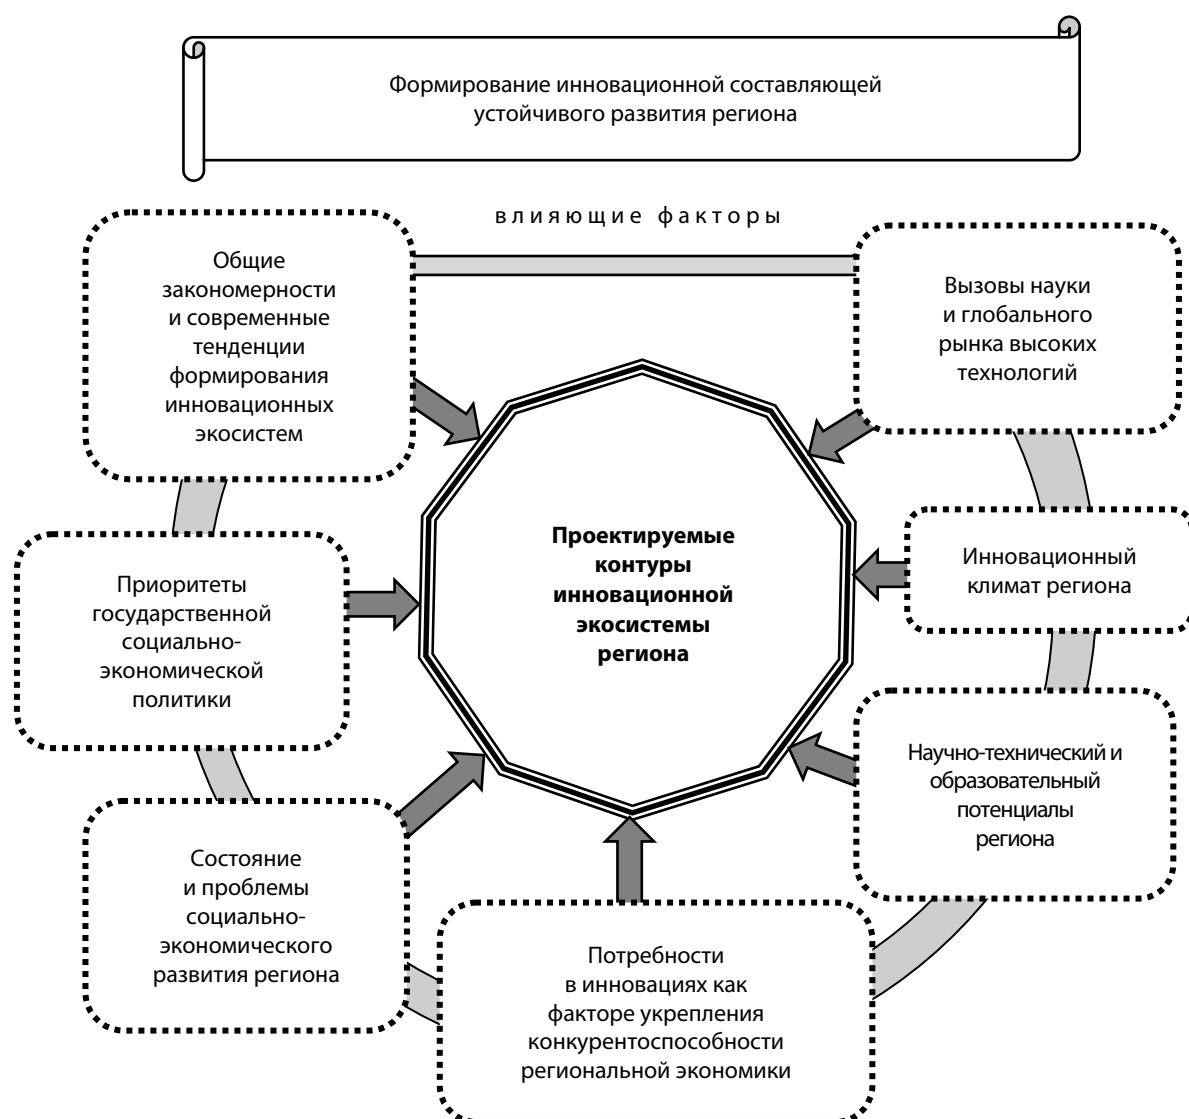 Формирование инновационной составляющей
устойчивого развития региона
влияющие факторы
Общие
закономерности
и современные
тенденции
формирования
инновационных
экосистем
Вызовы науки
и глобального
рынка высоких
технологий
Проектируемые
контуры
инновационной
экосистемы
региона
Инновационный
климат региона
Приоритеты
государственной
социально-
экономической
политики
Научно-технический и
образовательный
потенциалы
региона
Состояние
и проблемы
социально-
экономического
развития региона
Потребности
в инновациях как
факторе укрепления
конкурентоспособности
региональной экономики